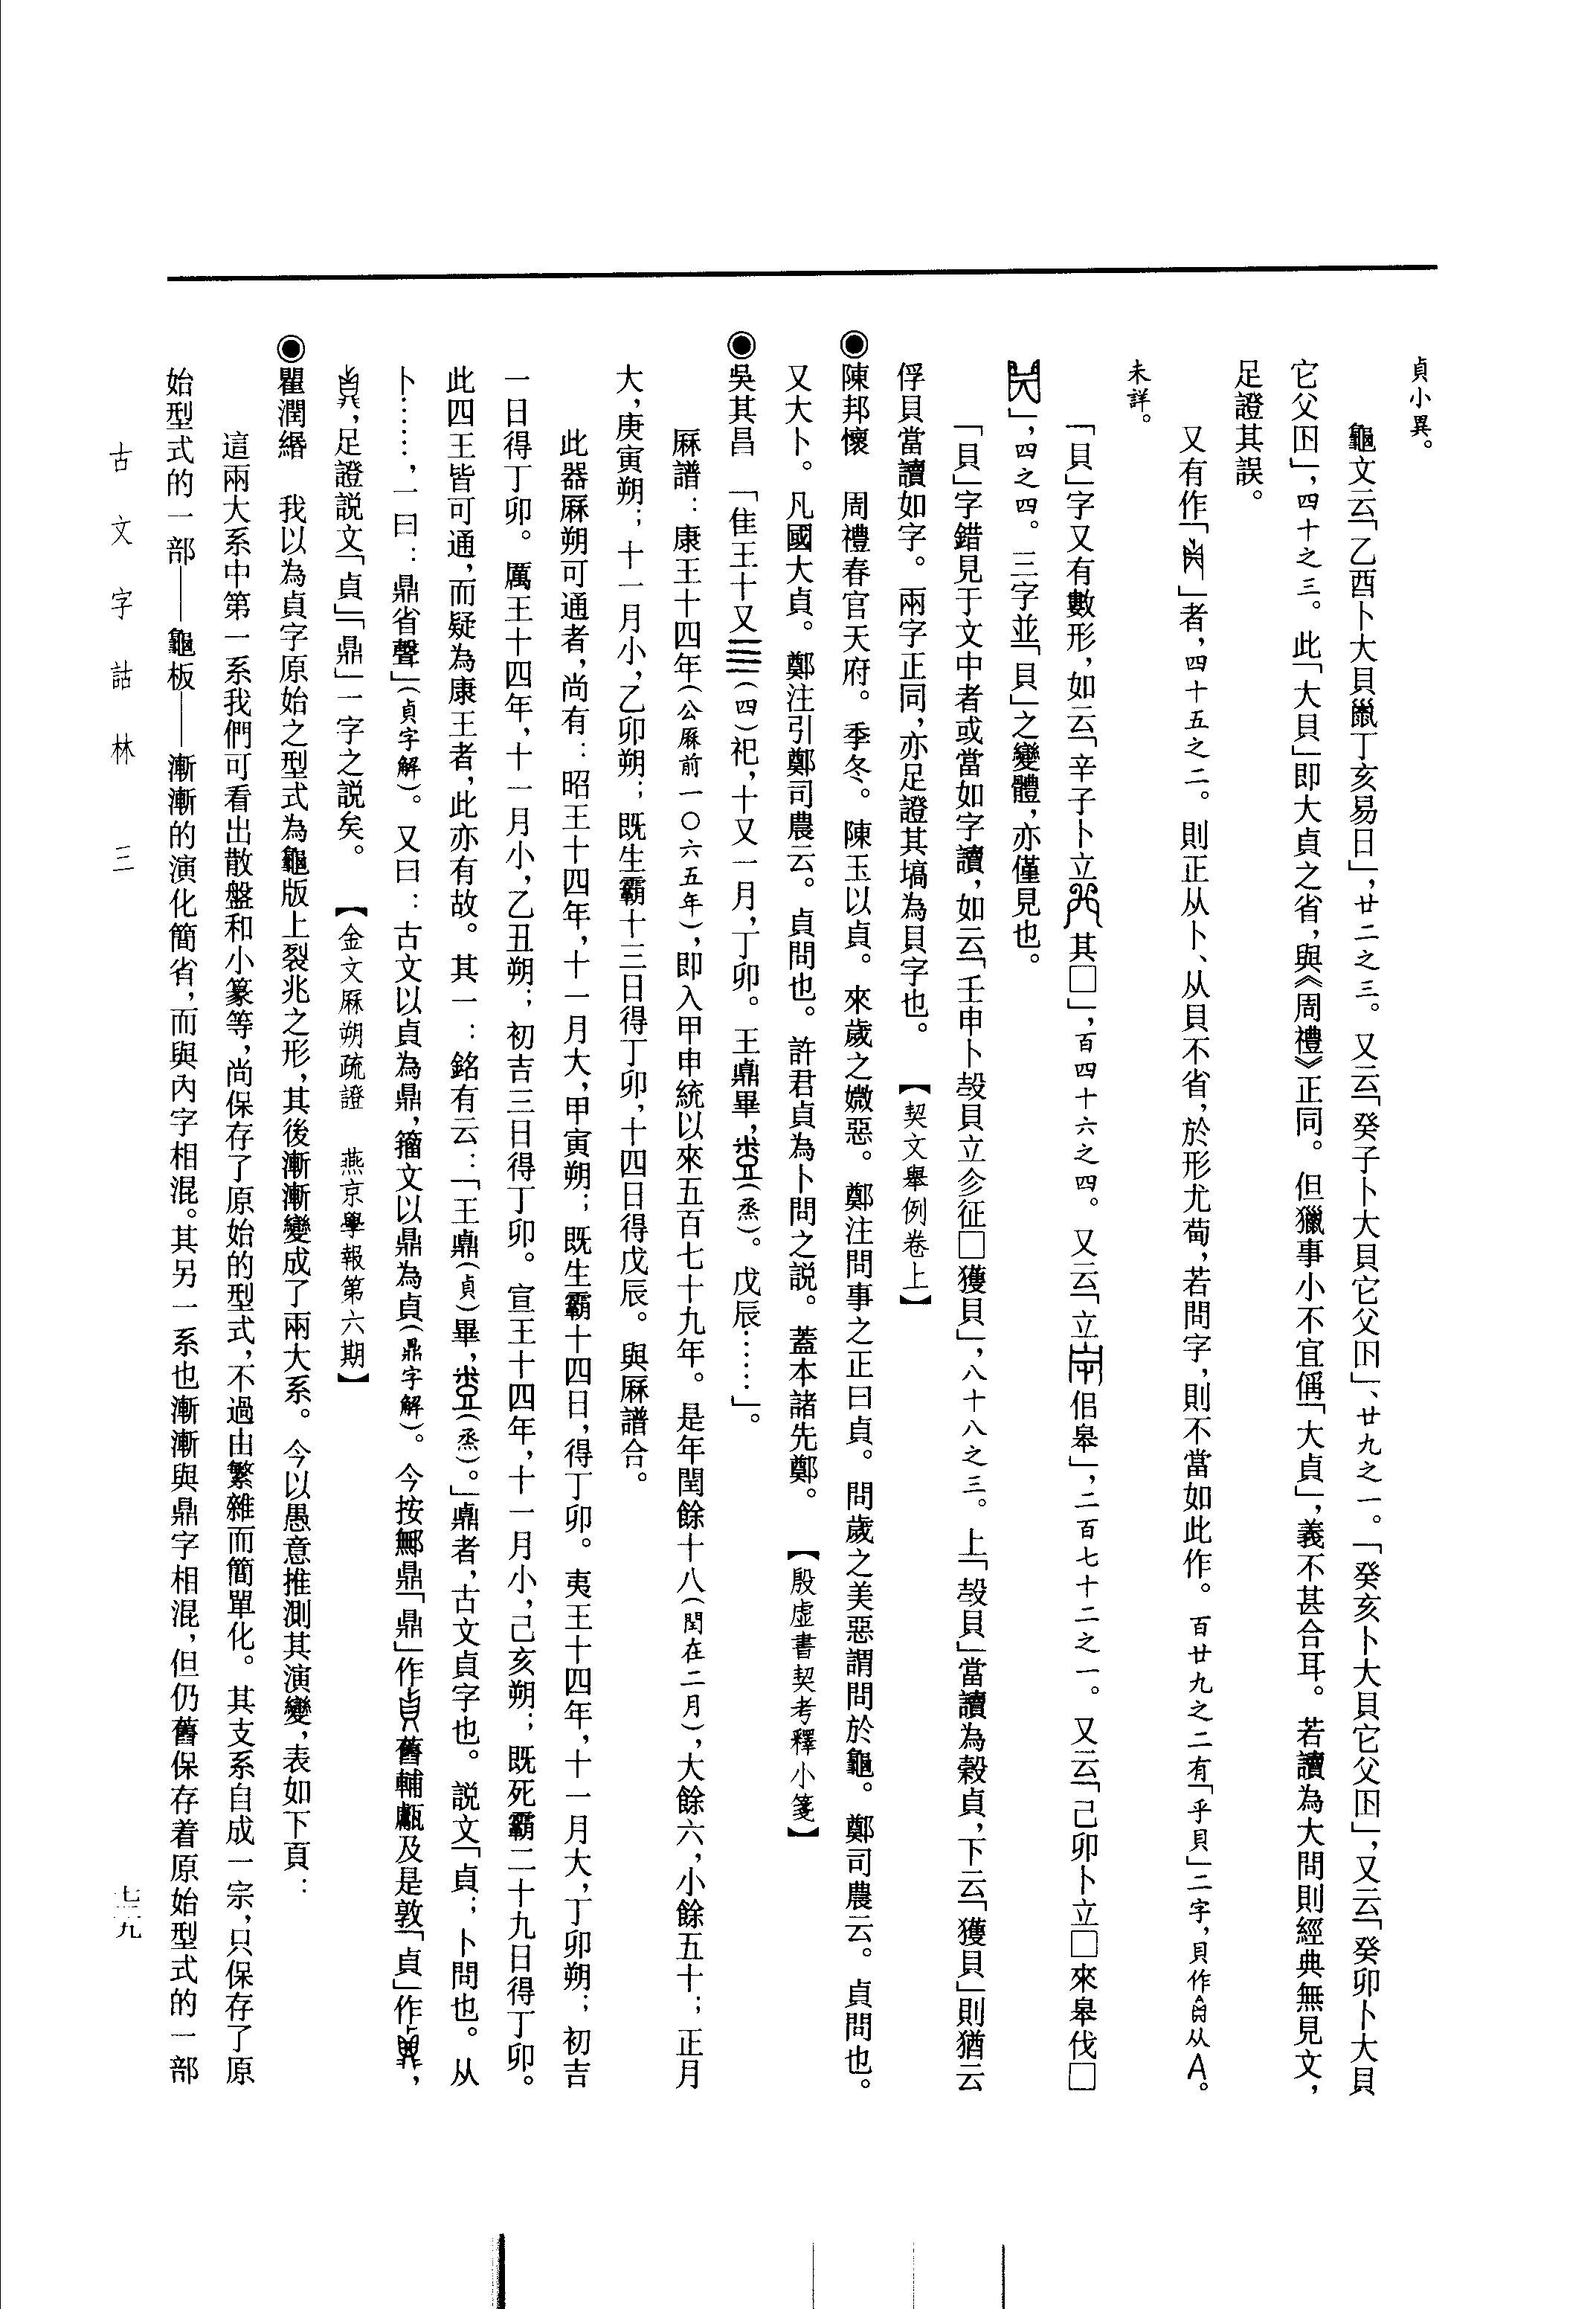 貞小異。
龜文云「乙酉卜大貝巤丁亥易日」，廿二之三。又云「癸子卜大貝它父囙」、廿九之一。「癸亥卜大貝它父囙」，又云「癸卯卜大貝
它父囙」，四十之三。此「大貝」即大貞之省，與《周禮》正同。但獵事小不宜偁「大貞」，義不甚合耳。若讀為大問則經典無見文，
足證其誤。
又有作「」者，四十五之二。則正从卜、从貝不省，於形尤葡，若問字，則不當如此作。百廿九之二有「乎貝」二字，貝作从A。
未詳。
「貝」字又有數形，如云「辛子卜立其□」，百四十六之四。又云「立侣皋」，二百七十二之一。又云「己卯卜立□來皋伐□
」，四之四。三字並「貝」之變體，亦僅見也。
「貝」字錯見于文中者或當如字讀，如云「壬申卜㱿貝立㐱征□獲貝」，八十八之三。上「㱿貝」當讀為穀貞，下云「獲貝」則猶云
俘貝當讀如字。兩字正同，亦足證其塙為貝字也。【契文舉例卷上】
◉陳邦懷　周禮春官天府。季冬。陳玉以貞。來歲之媺惡。鄭注問事之正曰貞。問歲之美惡謂問於龜。鄭司農云。貞問也。
又大卜。凡國大貞。鄭注引鄭司農云。貞問也。許君貞為卜問之説。蓋本諸先鄭。【殷虛書契考釋小箋】
◉吳其昌　「隹王十又亖（四）祀，十又一月，丁卯。王鼎畢，（烝）。戊辰……」。
厤譜：康王十四年（公厤前一〇六五年），即入甲申統以來五百七十九年。是年閏餘十八（閏在二月），大餘六，小餘五十；正月
大，庚寅朔；十一月小，乙卯朔；既生霸十三日得丁卯，十四日得戊辰。與厤譜合。
此器厤朔可通者，尚有：昭王十四年，十一月大，甲寅朔；既生霸十四日，得丁卯。夷王十四年，十一月大，丁卯朔；初吉
一日得丁卯。厲王十四年，十一月小，乙丑朔；初吉三日得丁卯。宣王十四年，十一月小，己亥朔；既死霸二十九日得丁卯。
此四王皆可通，而疑為康王者，此亦有故。其一：銘有云：「王鼎（貞）畢，（烝）。」鼎者，古文貞字也。説文「貞；卜問也。从
卜……，一曰：鼎省聲」（貞字解）。又曰：古文以貞為鼎，籀文以鼎為貞（鼎字解）。今按無鄦鼎「鼎」作舊輔甗及是敦「貞」作，
，足證説文「貞」「鼎」一字之説矣。【金文厤朔疏證　燕京學報第六期】
◉瞿潤緡　我以為貞字原始之型式為龜版上裂兆之形，其後漸漸變成了兩大系。今以愚意推測其演變，表如下頁：
這兩大系中第一系我們可看出散盤和小篆等，尚保存了原始的型式，不過由繁雜而簡單化。其支系自成一宗，只保存了原
始型式的一部——龜板——漸漸的演化簡省，而與內字相混。其另一系也漸漸與鼎字相混，但仍舊保存着原始型式的一部
古文字詁林　三
七三九